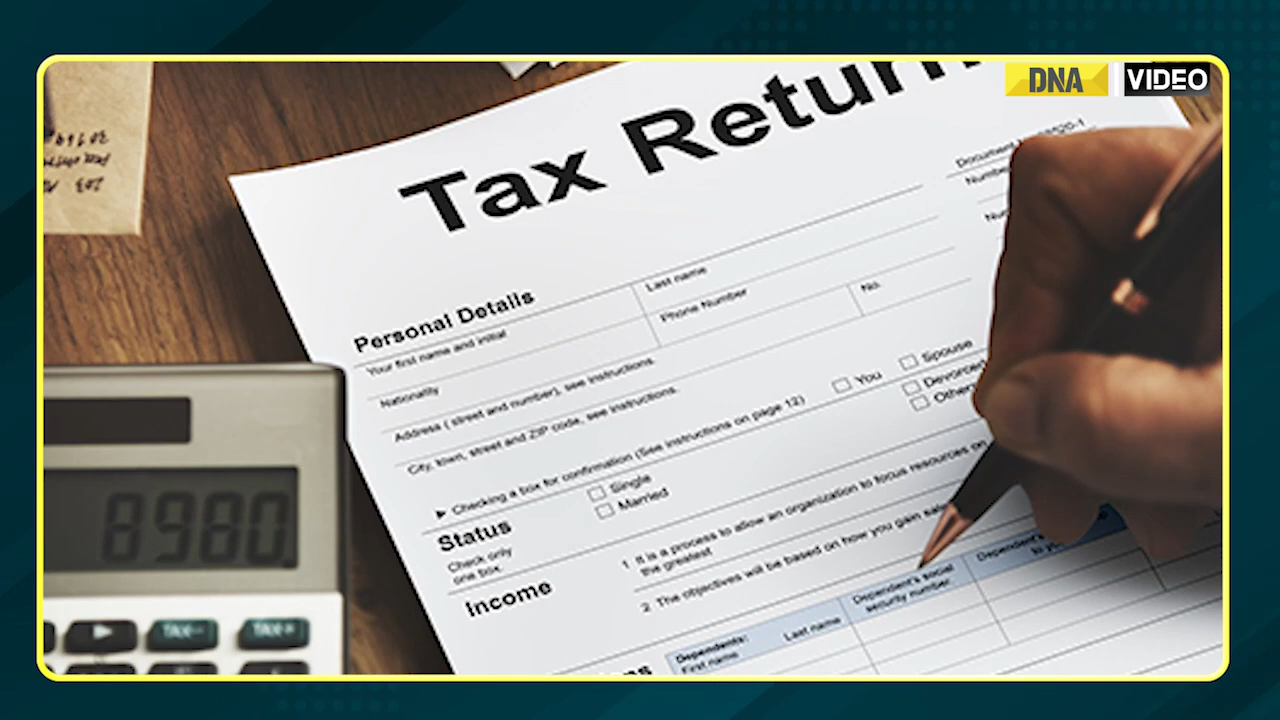 DNA VIDEO
Tax Return
Document
Personal Details
Your first name and initial
Last name
Nationality
Phone Number
No.
Address ( street and number), see instructions.
City, town, street and ZIP code, see instructions.
► Checking a box for confirmation (See instructions on page 12)
You
Spouse
Devorced
Status
Single
Married
Check only
one box.
Income
1 It is a process to allow an organization to focus resources on
the greatest
2 The objectives will be based on how you gain
Dependents:
First name
Last name
Dependent's social
security number
Dependent's
8980
TAX-
TAX+